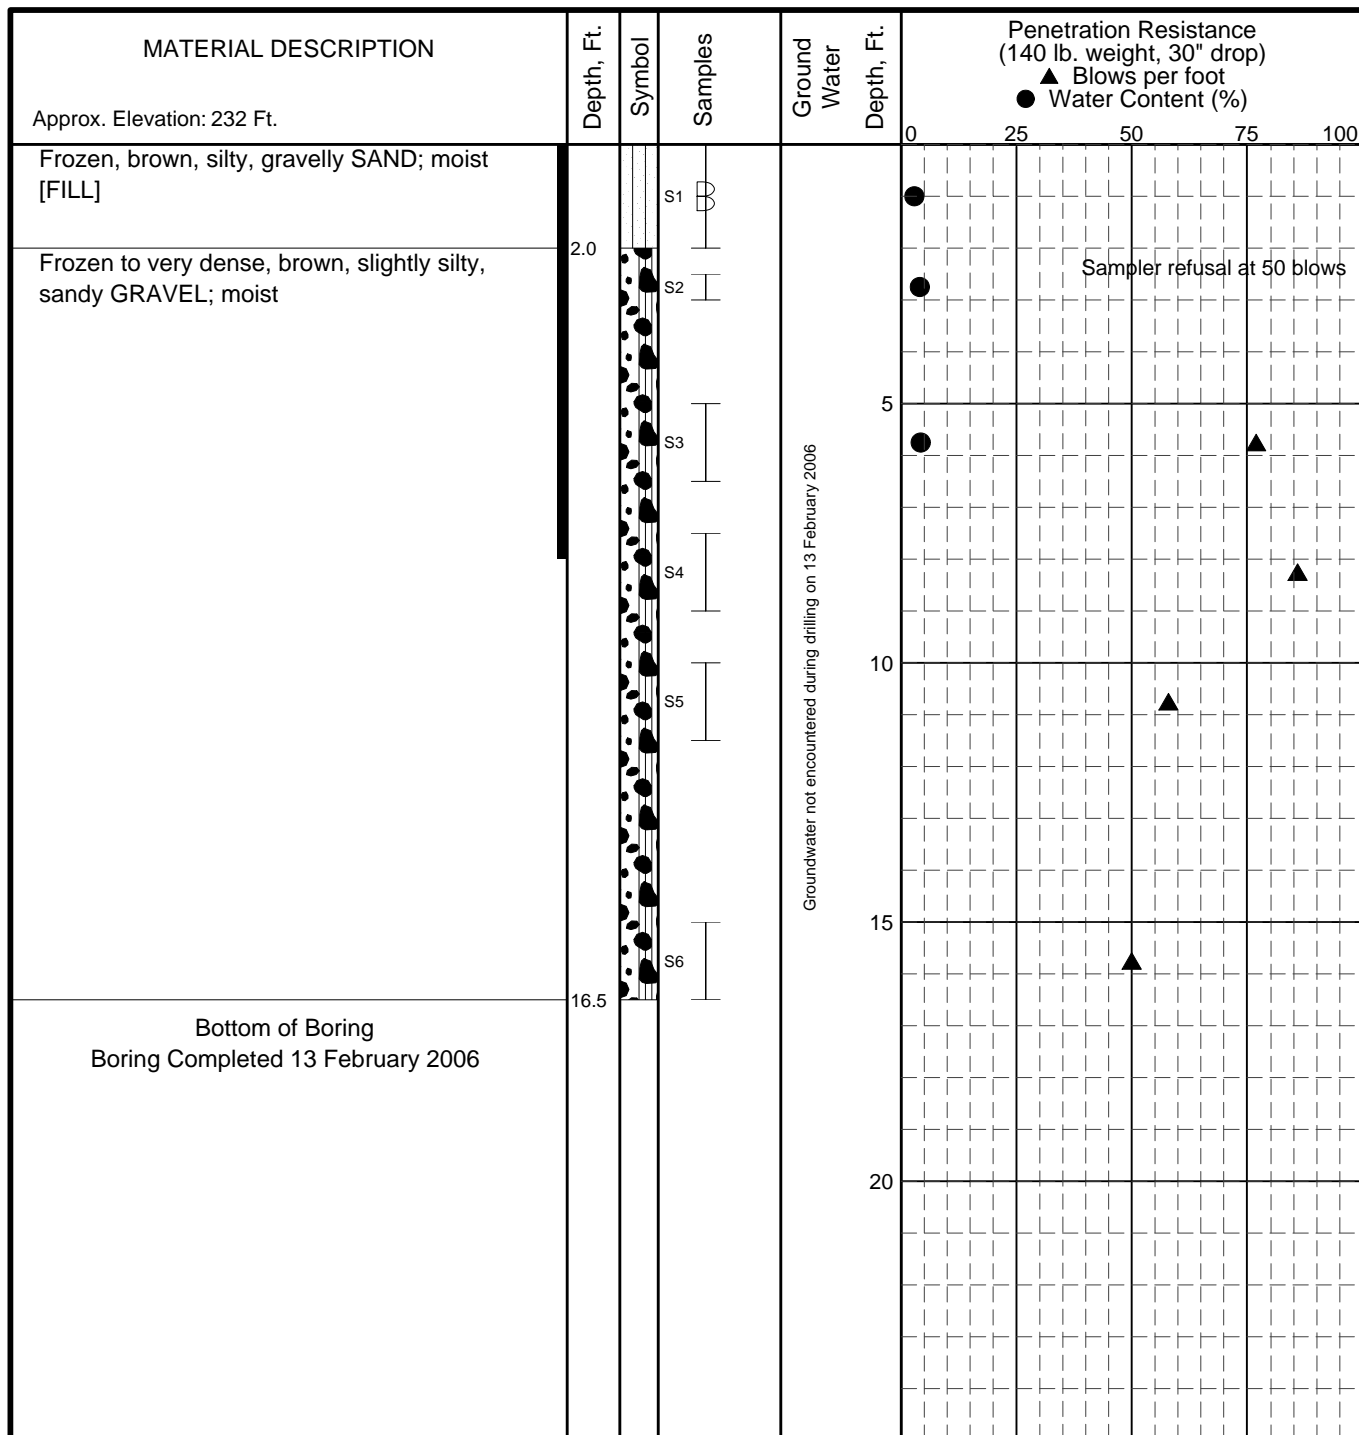 MATERIAL DESCRIPTION
Approx. Elevation: 232 Ft.
Depth, Ft.
Symbol
Samples
Ground
Water
Depth, Ft.
Penetration Resistance
(140 lb. weight, 30" drop)
▲ Blows per foot
● Water Content (%)
0 25 50 75 100
Frozen, brown, silty, gravelly SAND; moist
[FILL]
S1
B
2.0
Frozen to very dense, brown, slightly silty,
sandy GRAVEL; moist
S2
Sampler refusal at 50 blows
5
S3
S4
Groundwater not encountered during drilling on 13 February 2006
10
S5
15
S6
16.5
Bottom of Boring
Boring Completed 13 February 2006
20